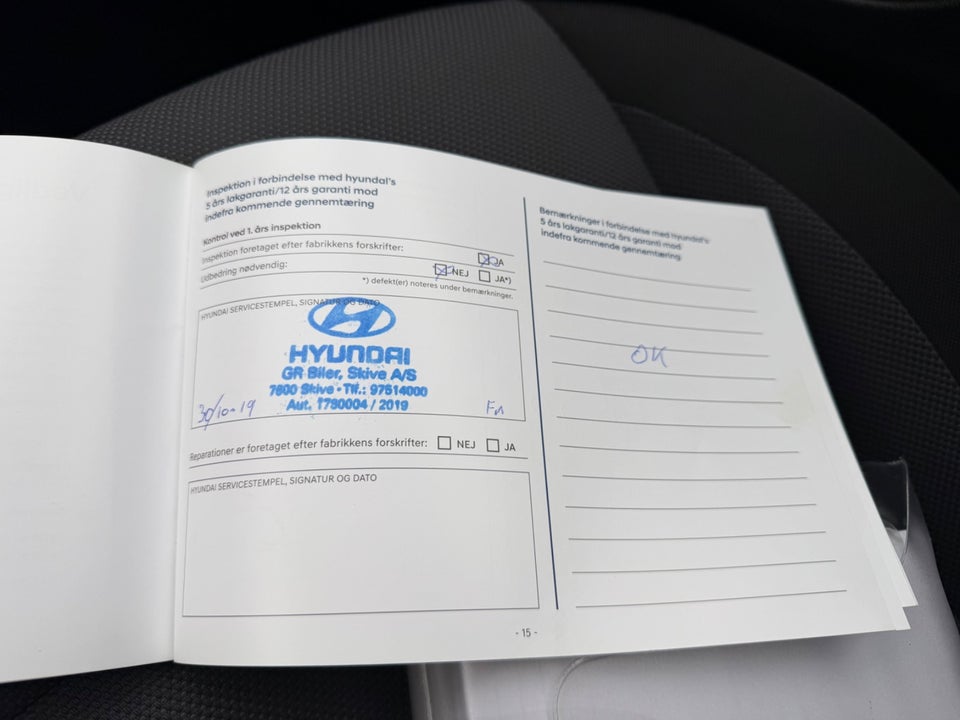 Inspektion i forbindelse med hyundai's
5 års lakgaranti/12 års garanti mod
indefra kommende gennemtæring
Kontrol ved 1. års inspektion
Inspektion foretaget efter fabrikkens forskrifter: JA
Udbedring nødvendig: NEJ JA*)
*) defekt(er) noteres under bemærkninger.
HYUNDAI SERVICESTEMPEL, SIGNATUR OG DATO
HYUNDAI
GR Biler, Skive A/S
7800 Skive - Tlf.: 97514000
Aut. 1780004 / 2019
30/10-19
Reparationer er foretaget efter fabrikkens forskrifter: NEJ JA
HYUNDAI SERVICESTEMPEL, SIGNATUR OG DATO
- 15 -
Bemærkninger i forbindelse med hyundai's
5 års lakgaranti/12 års garanti mod
indefra kommende gennemtæring
OK